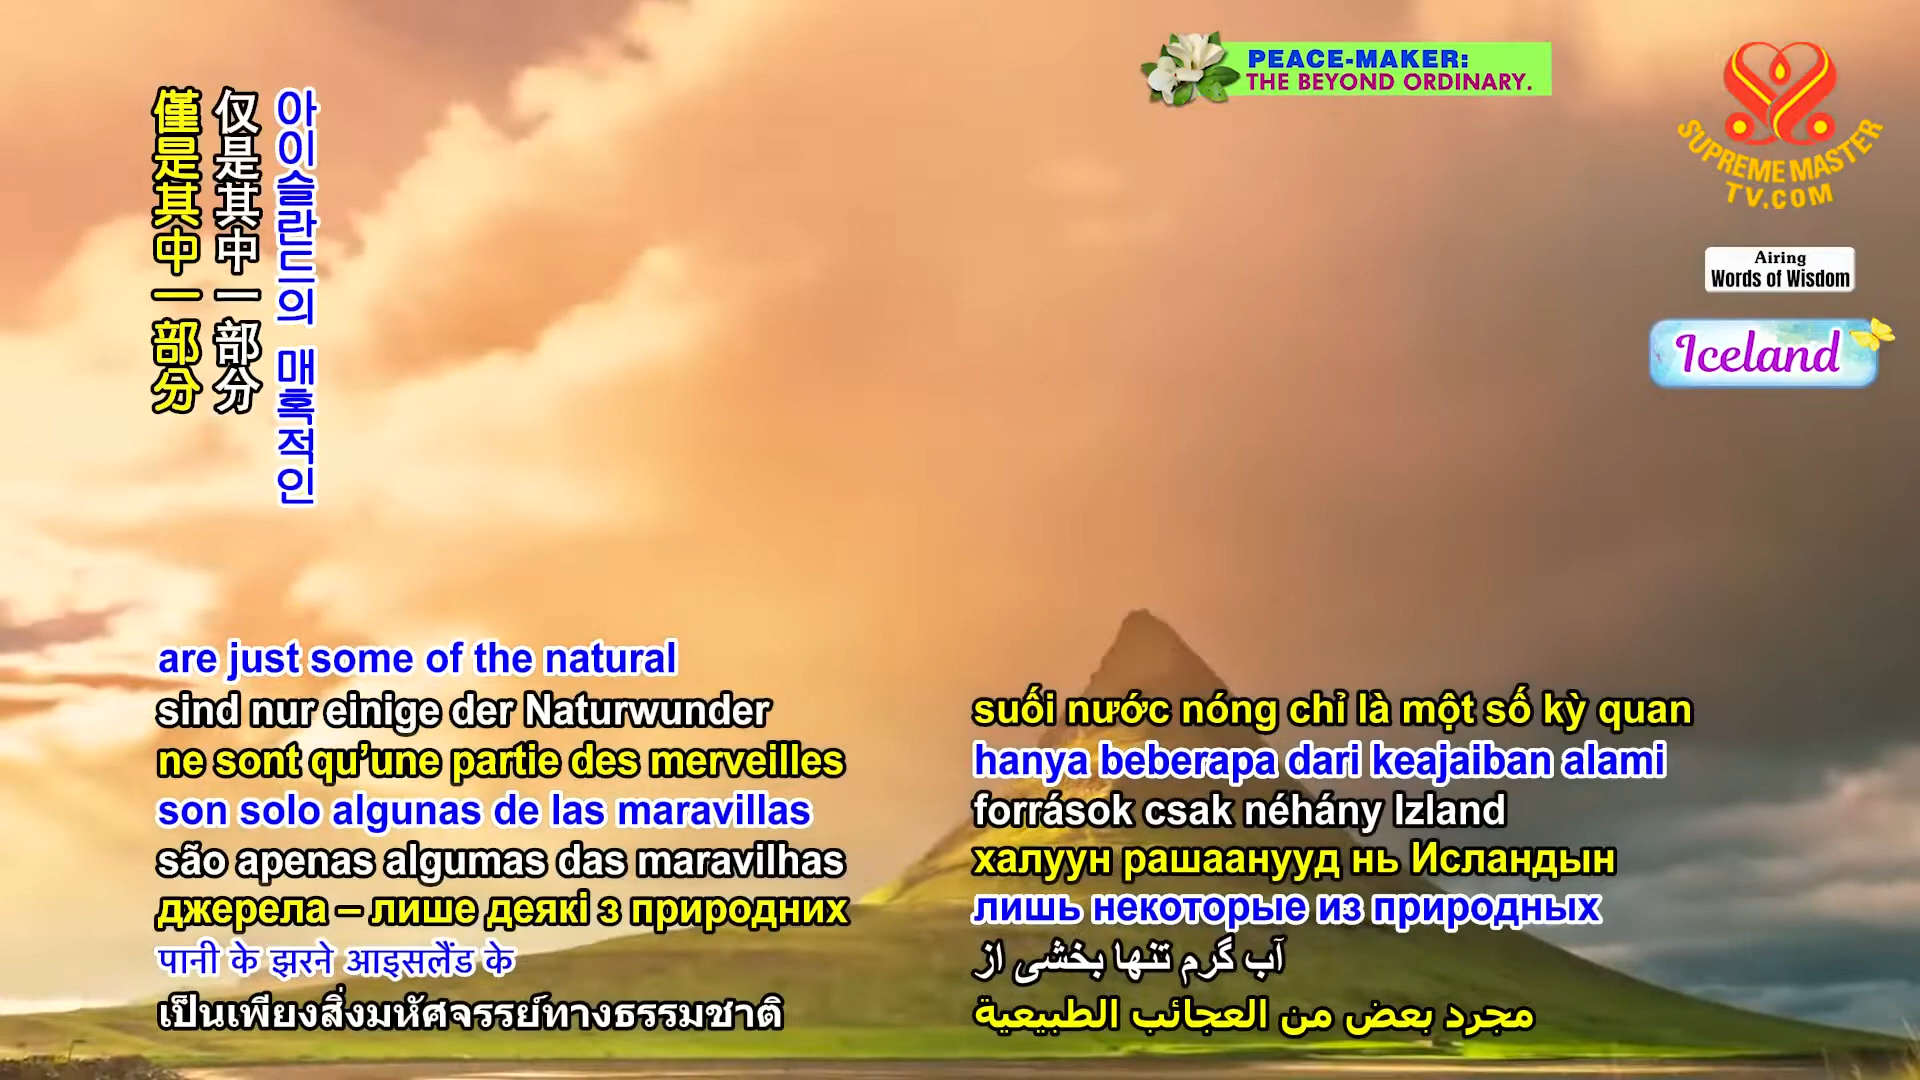 僅是其中一部分
仅是其中一部分
아이슬란드의 매혹적인
PEACE-MAKER:
THE BEYOND ORDINARY.
SUPREME MASTER
TV.COM
Airing
Words of Wisdom
Iceland
are just some of the natural
sind nur einige der Naturwunder
ne sont qu’une partie des merveilles
son solo algunas de las maravillas
são apenas algumas das maravilhas
джерела – лише деякі з природних
पानी के झरने आइसलैंड के
เป็นเพียงสิ่งมหัศจรรย์ทางธรรมชาติ
suối nước nóng chỉ là một số kỳ quan
hanya beberapa dari keajaiban alami
források csak néhány Izland
халуун рашаанууд нь Исландын
лишь некоторые из природных
آب گرم تنها بخشی از
مجرد بعض من العجائب الطبيعية